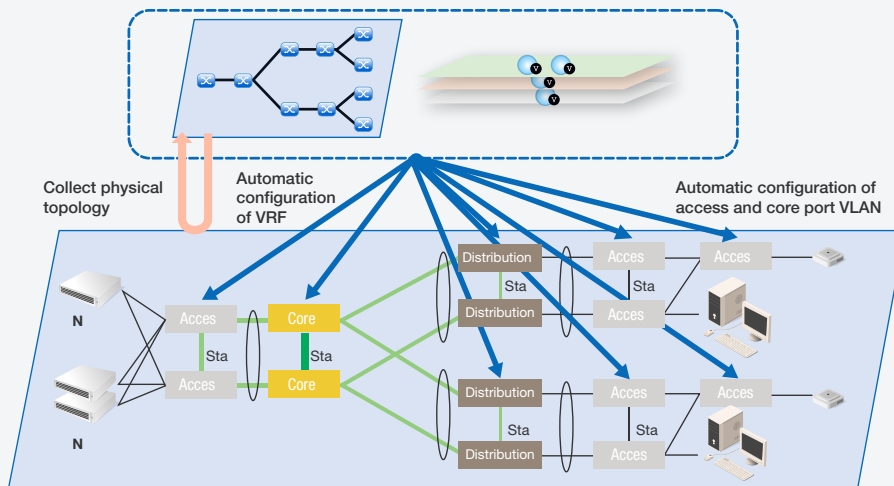 V
V
V
V
Collect physical
topology
Automatic
configuration
of VRF
Automatic configuration of
access and core port VLAN
Distribution
Acces
Acces
Sta
Sta
Distribution
Acces
N
Acces
Core
Sta
Sta
Acces
Core
Distribution
Acces
Acces
N
Sta
Sta
Distribution
Acces